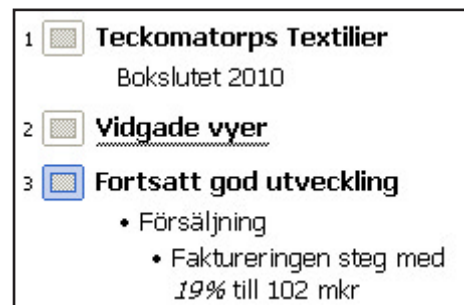 1 Teckomatorps Textilier
Bokslutet 2010
2 Vidgade vyer
3 Fortsatt god utveckling
• Försäljning
• Faktureringen steg med
19% till 102 mkr